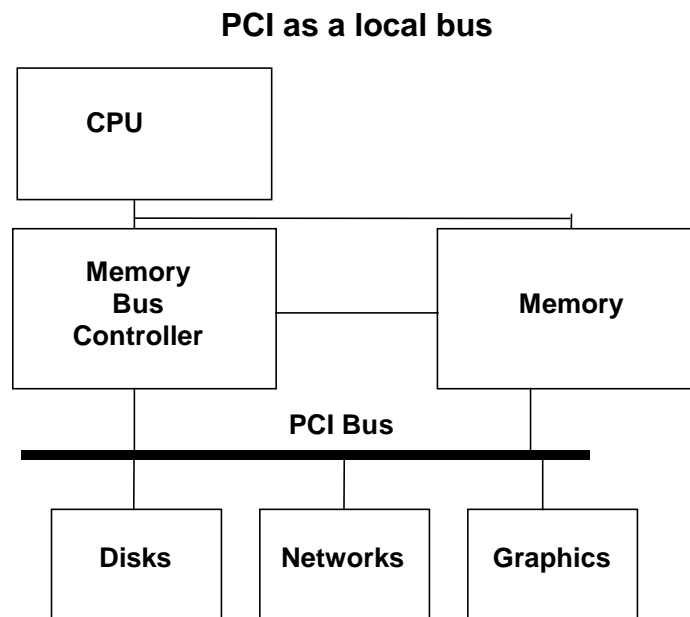 PCI as a local bus
CPU
Memory
Bus
Controller
Memory
PCI Bus
Disks
Networks
Graphics